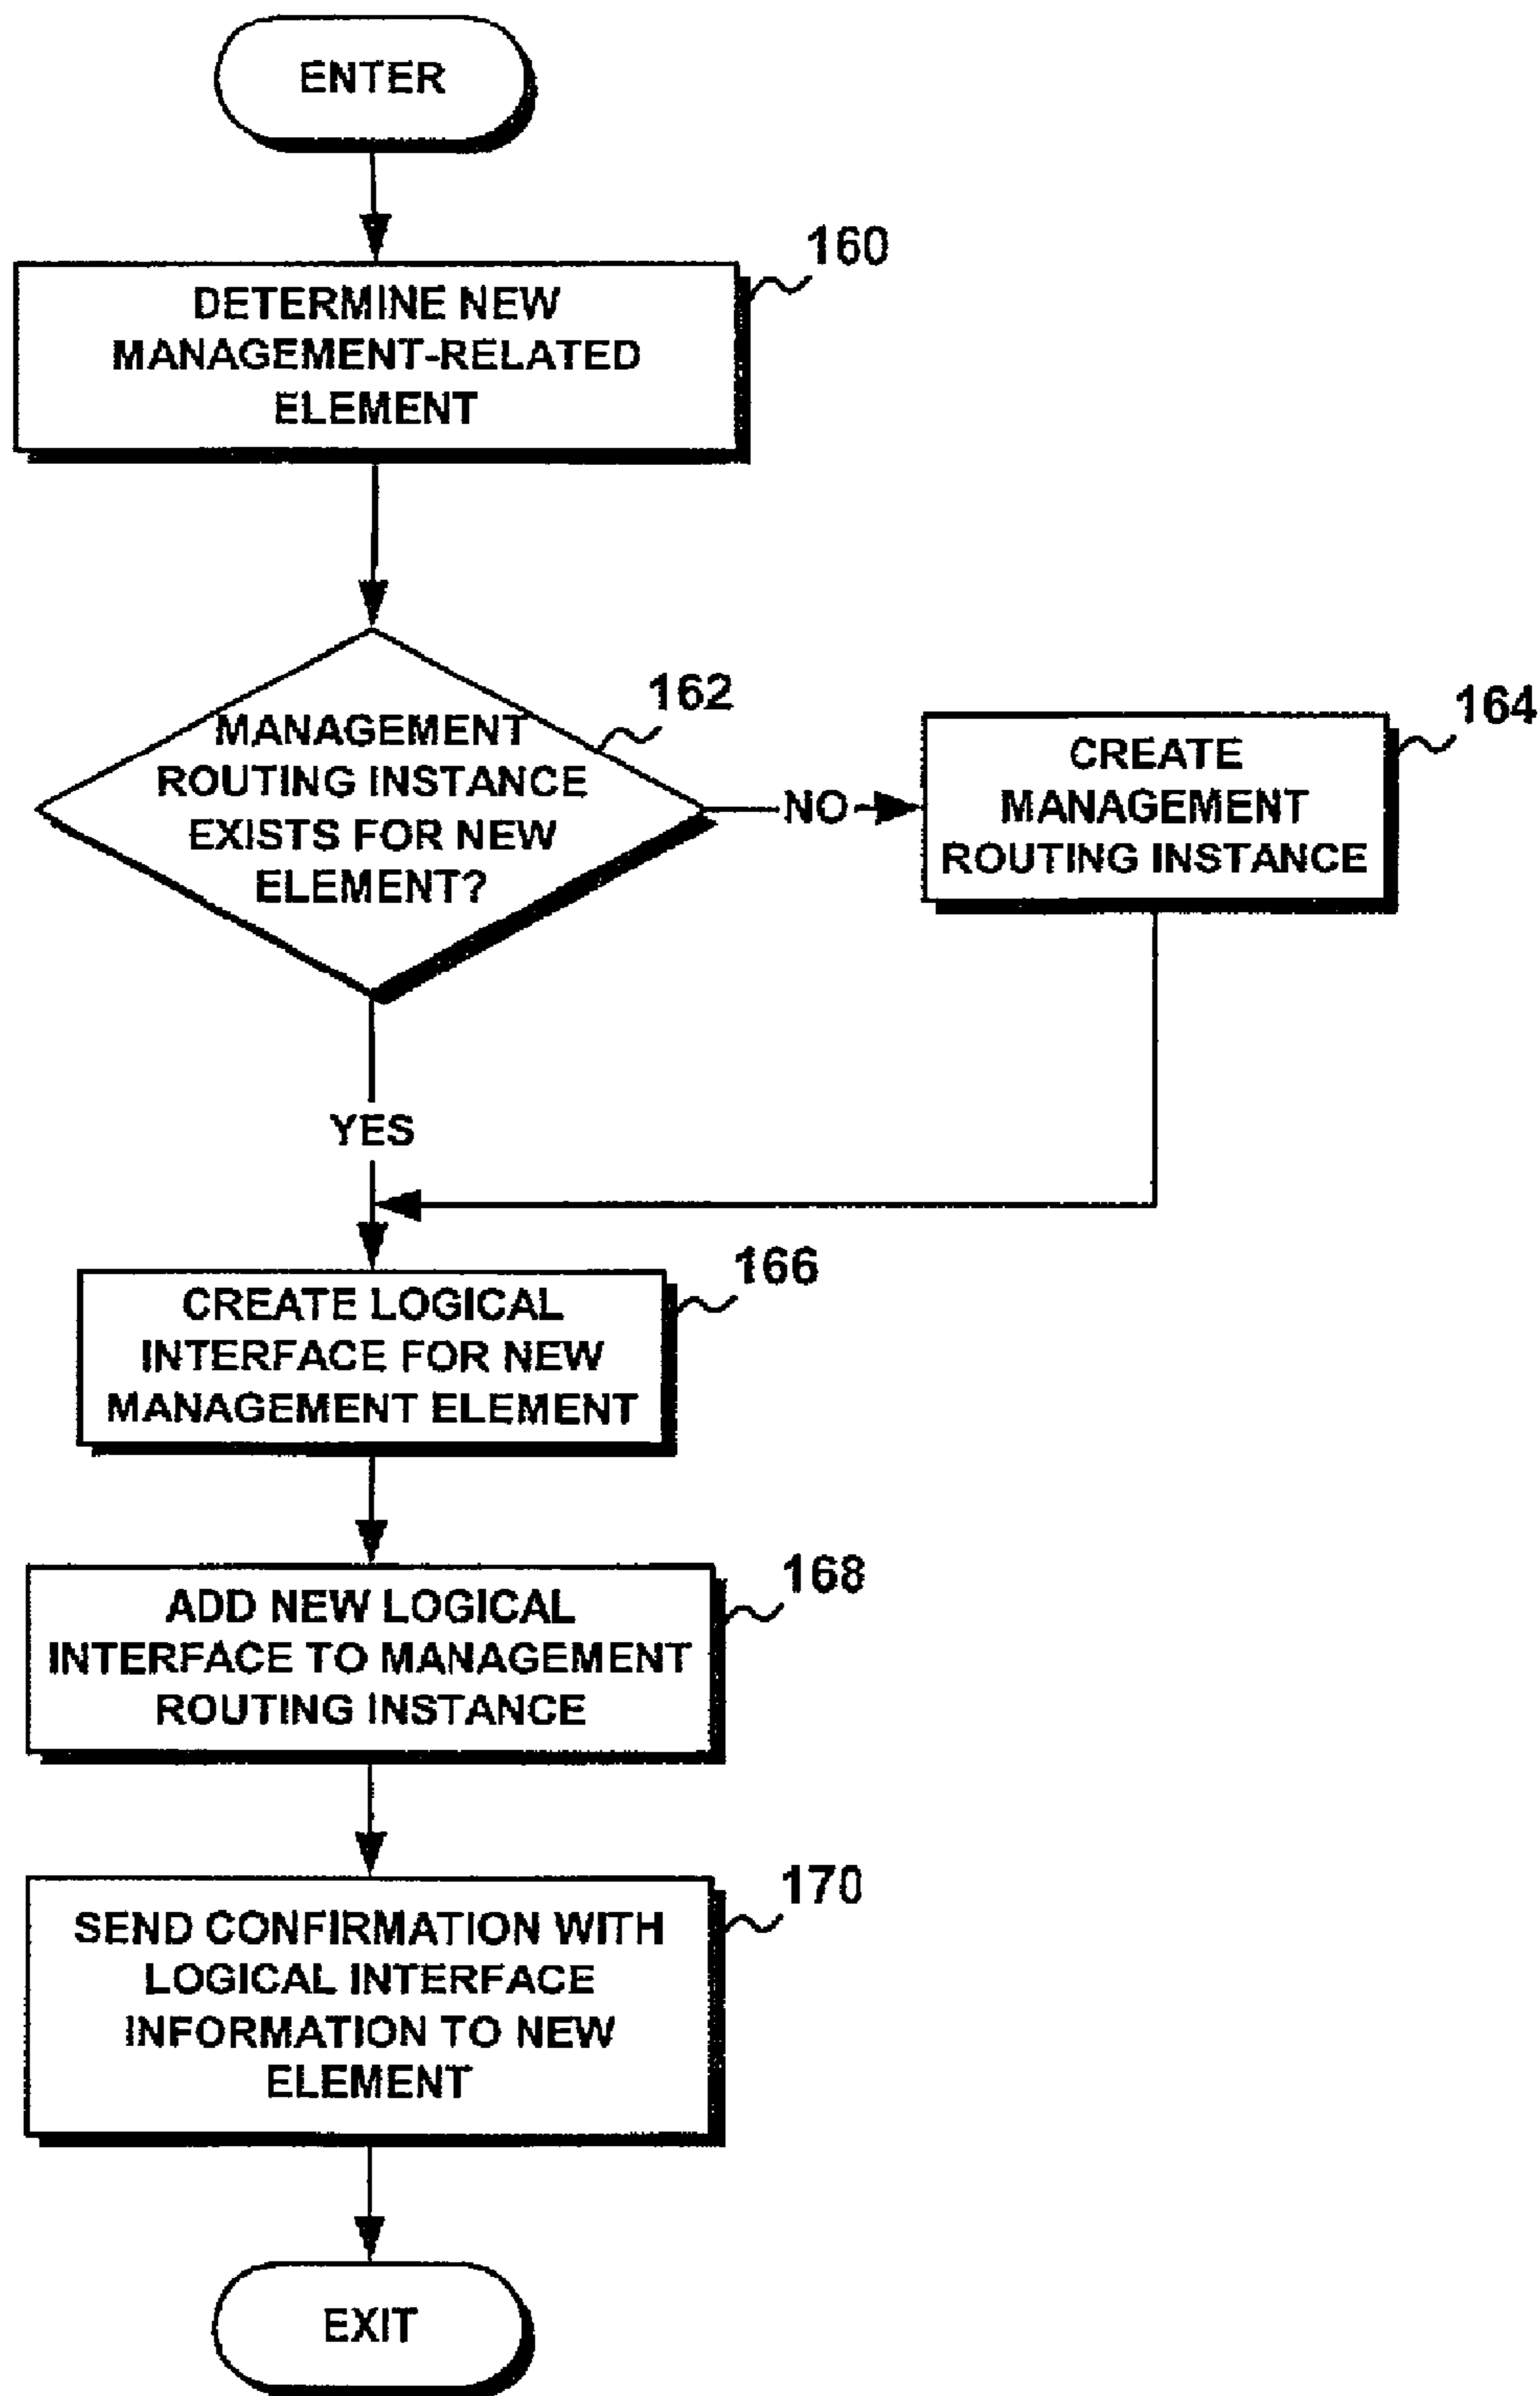 ENTER
160
DETERMINE NEW
MANAGEMENT-RELATED
ELEMENT
162
MANAGEMENT
ROUTING INSTANCE
EXISTS FOR NEW
ELEMENT?
NO
164
CREATE
MANAGEMENT
ROUTING INSTANCE
YES
166
CREATE LOGICAL
INTERFACE FOR NEW
MANAGEMENT ELEMENT
168
ADD NEW LOGICAL
INTERFACE TO MANAGEMENT
ROUTING INSTANCE
170
SEND CONFIRMATION WITH
LOGICAL INTERFACE
INFORMATION TO NEW
ELEMENT
EXIT